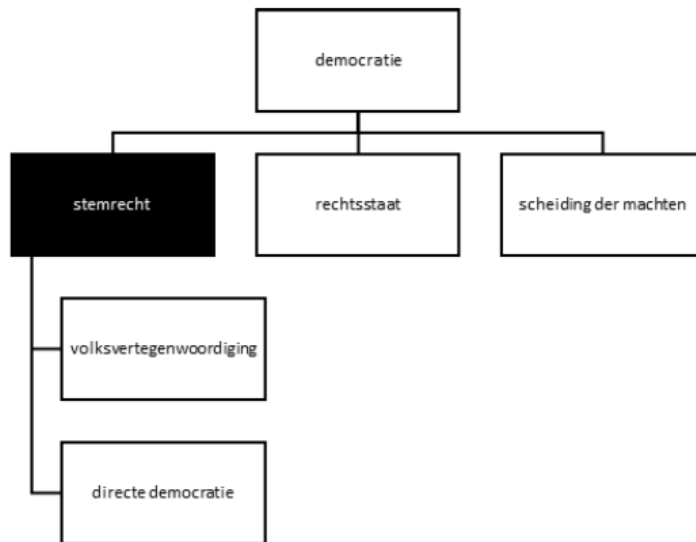 democratie
stemrecht
rechtsstaat
scheiding der machten
volksvertegenwoordiging
directe democratie